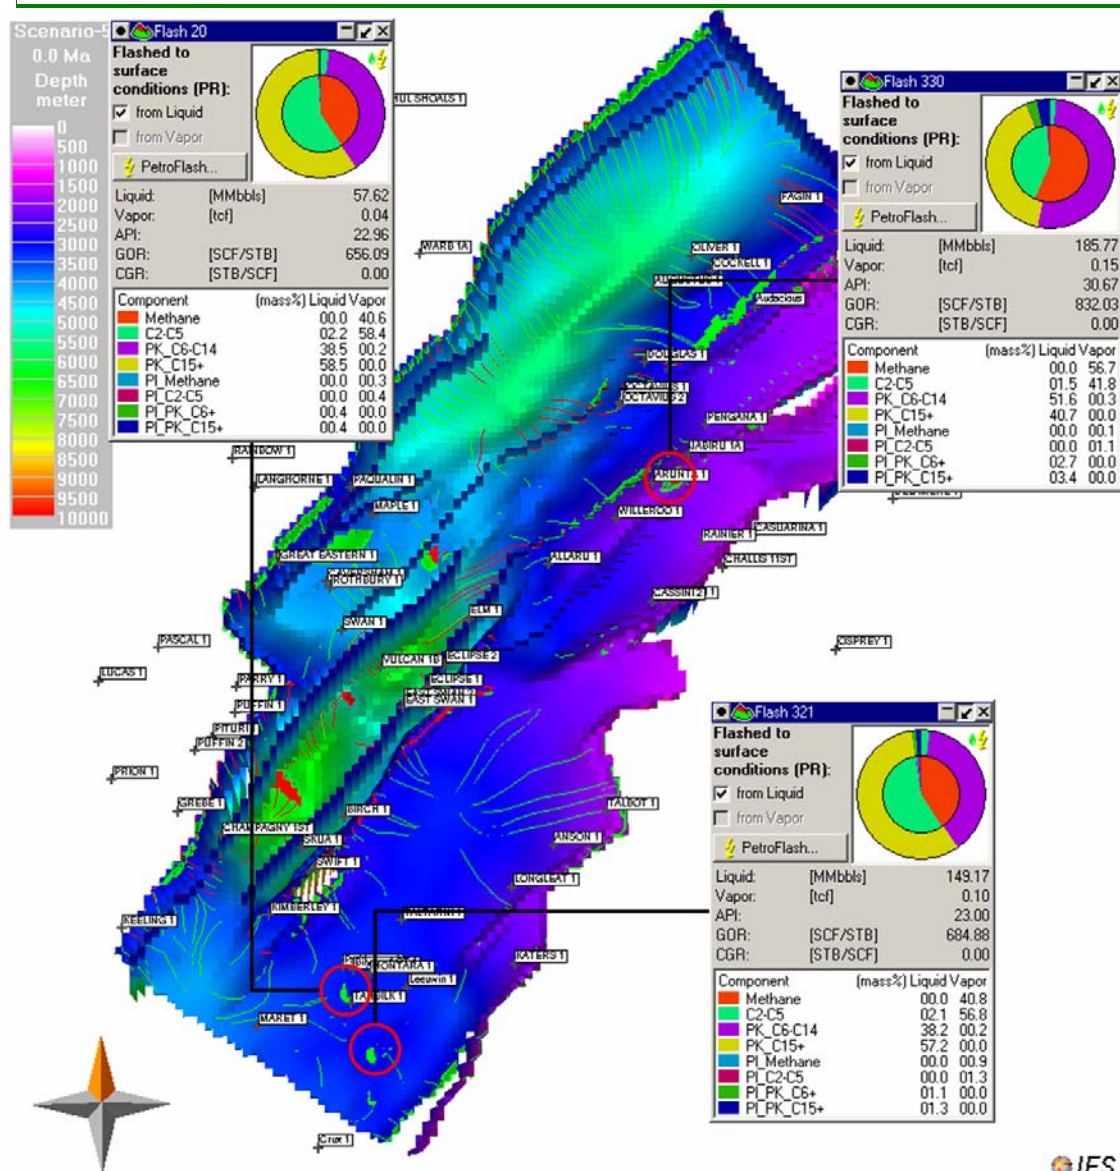 Scenario-5
0.0 Ma
Depth
meter
0
500
1000
1500
2000
2500
3000
3500
4000
4500
5000
5500
6000
6500
7000
7500
8000
8500
9000
9500
10000
Flash 20
Flashed to
surface
conditions (PR):
from Liquid
from Vapor
PetroFlash...
Liquid: [MMbbls] 57.62
Vapor: [tcf] 0.04
API: 22.96
GOR: [SCF/STB] 656.09
CGR: [STB/SCF] 0.00
Component (mass%) Liquid Vapor
Methane 00.0 40.6
C2-C5 02.2 58.4
PK_C6-C14 38.5 00.2
PK_C15+ 58.5 00.0
PI_Methane 00.0 00.3
PI_C2-C5 00.0 00.4
PI_PK_C6+ 00.4 00.0
PI_PK_C15+ 00.4 00.0
Flash 330
Flashed to
surface
conditions (PR):
from Liquid
from Vapor
PetroFlash...
Liquid: [MMbbls] 185.77
Vapor: [tcf] 0.15
API: 30.67
GOR: [SCF/STB] 832.03
CGR: [STB/SCF] 0.00
Component (mass%) Liquid Vapor
Methane 00.0 56.7
C2-C5 01.5 41.8
PK_C6-C14 51.6 00.3
PK_C15+ 40.7 00.0
PI_Methane 00.0 00.1
PI_C2-C5 00.0 01.1
PI_PK_C6+ 02.7 00.0
PI_PK_C15+ 03.4 00.0
SHOALS 1
FAGIN 1
WARB 1A
OLIVER 1
COCKELL 1
Audacious
DOUGLAS 1
OCTAVIUS 1
OCTAVIUS 2
PENGANA 1
NABIRU 1A
RAINBOW 1
ARUNTA 1
LANGHORNE 1
PAQUALIN 1
MAPLE 1
WILLEROO 1
CASUARINA 1
RAINIER 1
GREAT EASTERN 1
ALLARU 1
CHALLIS 11ST
ROTHBURY 1
CASSINI 2
ELM 1
SWAN 1
PASCAL 1
OSPREY 1
ECLIPSE 2
VULCAN 1B
LUCAS 1
PARRY 1
ECLIPSE 1
EAST SWAN 1
PUFFIN 1
PITURI 1
PUFFIN 2
PRION 1
GREBE 1
BIRCH 1
TALBOT 1
CHAMPAGNY 1ST
SKUA 1
ANSON 1
SWIFT 1
LONGLEAT 1
KIMBERLEY 1
KEELING 1
MONTARA 1
KATERS 1
Leeuwin 1
TAHBILK 1
MARET 1
Crux 1
Flash 321
Flashed to
surface
conditions (PR):
from Liquid
from Vapor
PetroFlash...
Liquid: [MMbbls] 149.17
Vapor: [tcf] 0.10
API: 23.00
GOR: [SCF/STB] 684.88
CGR: [STB/SCF] 0.00
Component (mass%) Liquid Vapor
Methane 00.0 40.8
C2-C5 02.1 56.8
PK_C6-C14 38.2 00.2
PK_C15+ 57.2 00.0
PI_Methane 00.0 00.9
PI_C2-C5 00.0 01.3
PI_PK_C6+ 01.1 00.0
PI_PK_C15+ 01.3 00.0
IES